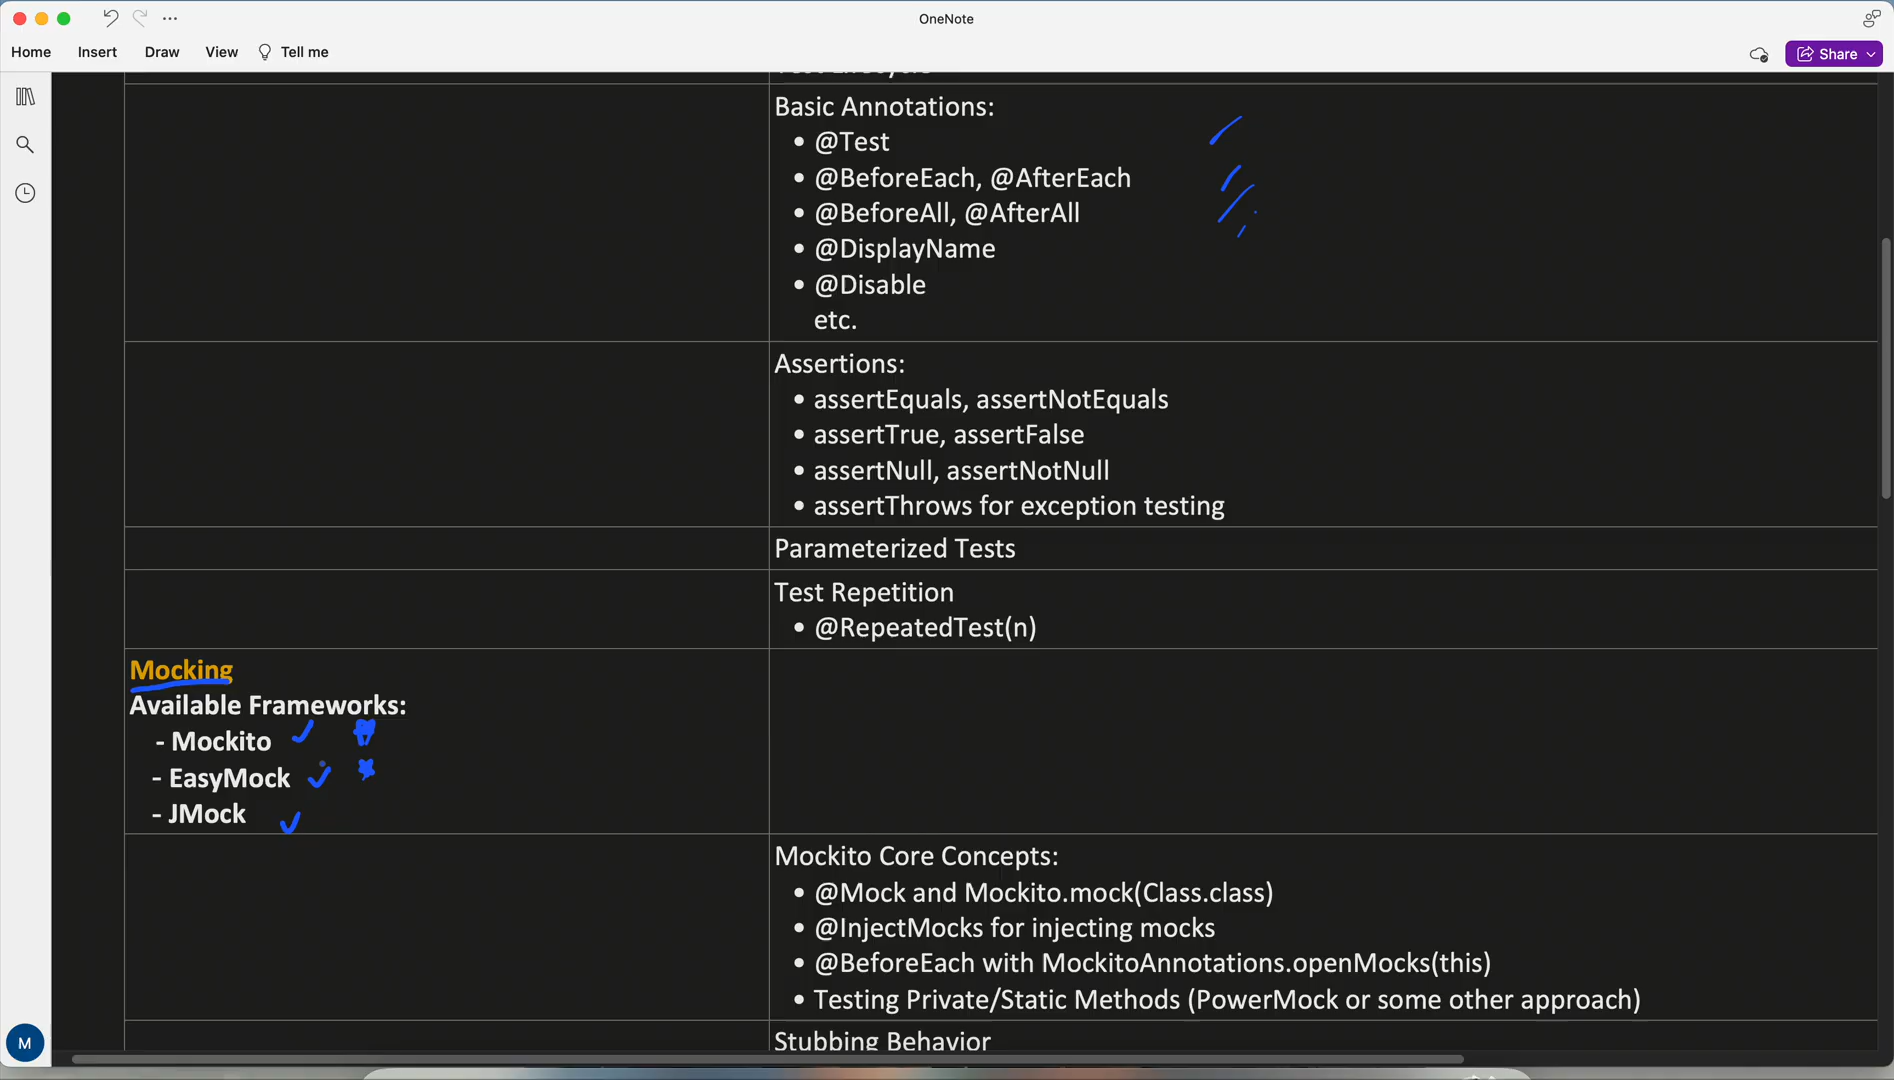 OneNote
Home Insert Draw View Tell me
Share
Basic Annotations:
• @Test
• @BeforeEach, @AfterEach
• @BeforeAll, @AfterAll
• @DisplayName
• @Disable
etc.
Assertions:
• assertEquals, assertNotEquals
• assertTrue, assertFalse
• assertNull, assertNotNull
• assertThrows for exception testing
Parameterized Tests
Test Repetition
• @RepeatedTest(n)
Mocking
Available Frameworks:
- Mockito
- EasyMock
- JMock
Mockito Core Concepts:
• @Mock and Mockito.mock(Class.class)
• @InjectMocks for injecting mocks
• @BeforeEach with MockitoAnnotations.openMocks(this)
• Testing Private/Static Methods (PowerMock or some other approach)
Stubbing Behavior
M